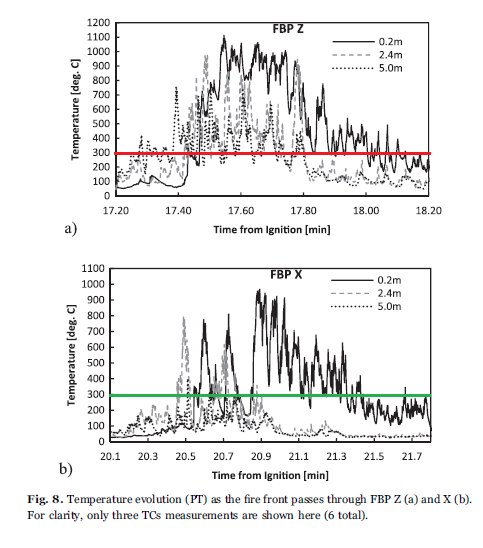 FBP Z
1200
1100
1000
900
800
700
600
500
400
300
200
100
0
Temperature [deg. C]
0.2m
2.4m
5.0m
17.20 17.40 17.60 17.80 18.00 18.20
Time from Ignition [min]
a)
FBP X
1100
1000
900
800
700
600
500
400
300
200
100
0
Temperature [deg. C]
0.2m
2.4m
5.0m
20.1 20.3 20.5 20.7 20.9 21.1 21.3 21.5 21.7
Time from Ignition [min]
b)
Fig. 8. Temperature evolution (PT) as the fire front passes through FBP Z (a) and X (b).
For clarity, only three TCs measurements are shown here (6 total).